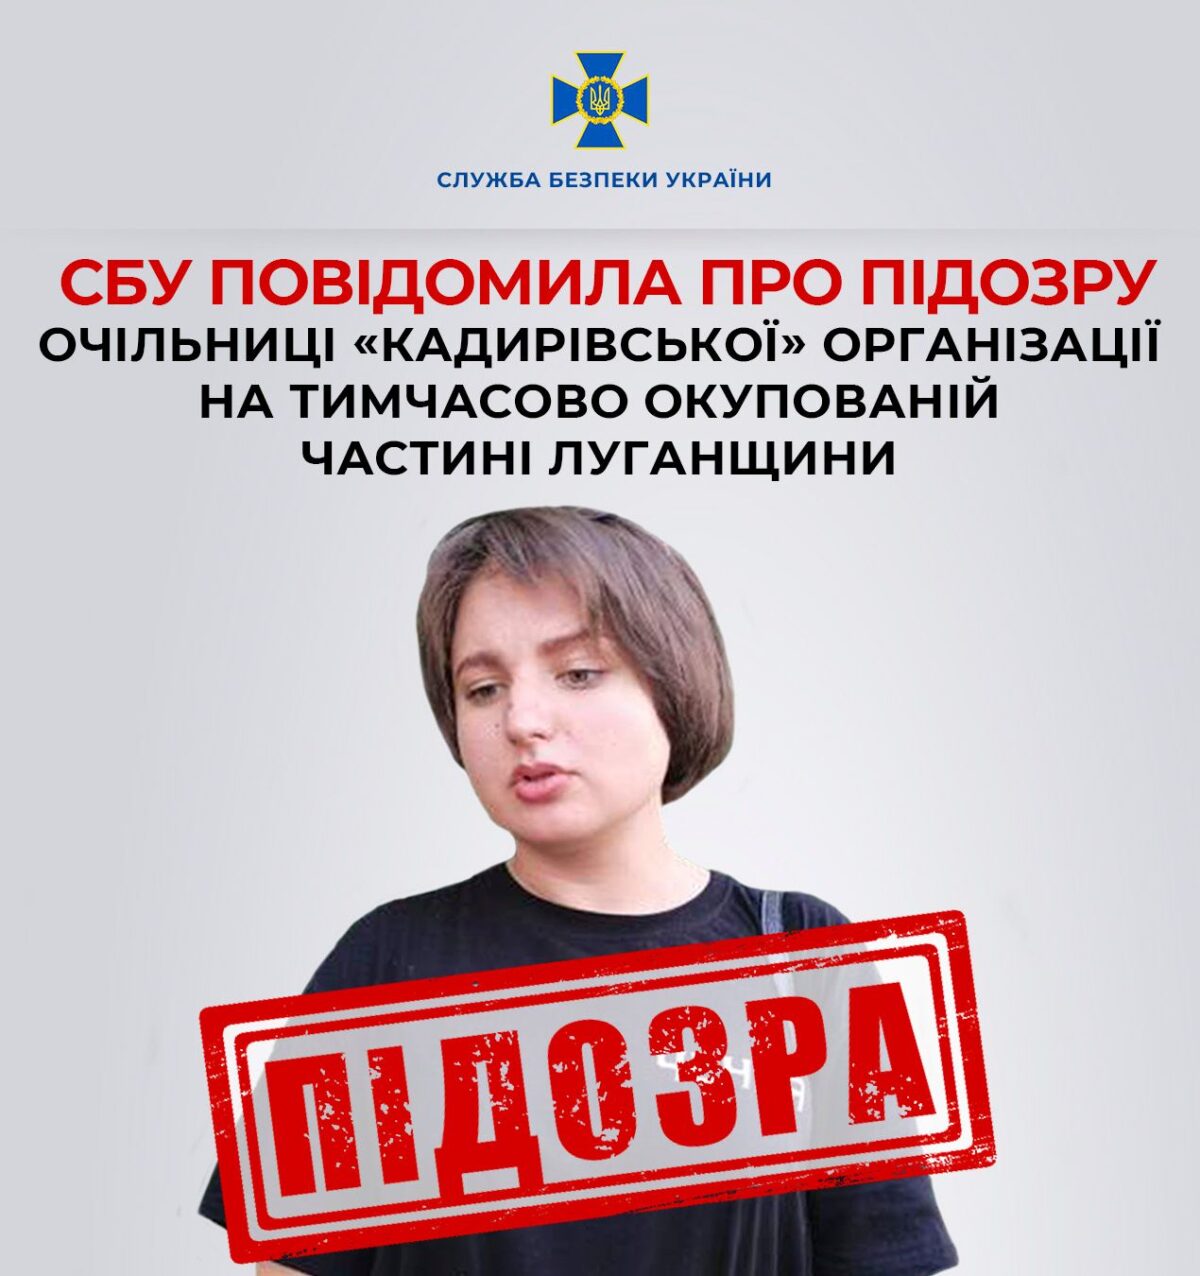 СЛУЖБА БЕЗПЕКИ УКРАЇНИ
СБУ ПОВІДОМИЛА ПРО ПІДОЗРУ
ОЧІЛЬНИЦІ «КАДИРІВСЬКОЇ» ОРГАНІЗАЦІЇ
НА ТИМЧАСОВО ОКУПОВАНІЙ
ЧАСТИНІ ЛУГАНЩИНИ
ПІДОЗРА